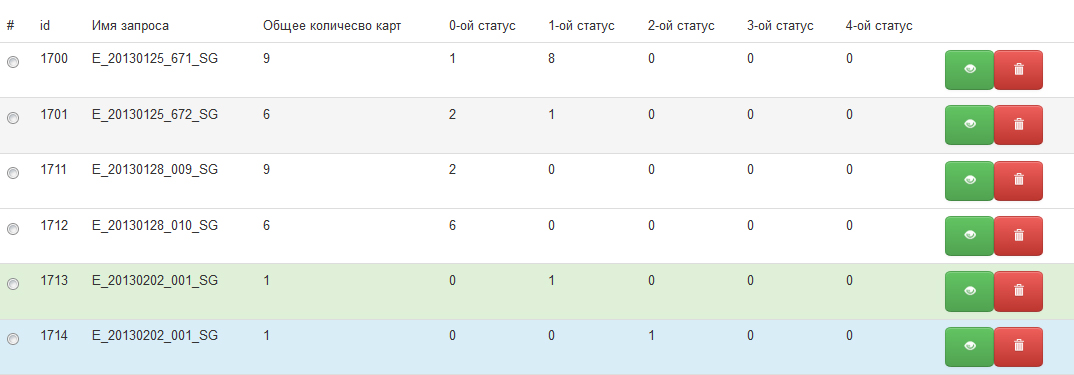 # id Имя запроса Общее количесво карт 0-ой статус 1-ой статус 2-ой статус 3-ой статус 4-ой статус
1700 E_20130125_671_SG 9 1 8 0 0 0
1701 E_20130125_672_SG 6 2 1 0 0 0
1711 E_20130128_009_SG 9 2 0 0 0 0
1712 E_20130128_010_SG 6 6 0 0 0 0
1713 E_20130202_001_SG 1 0 1 0 0 0
1714 E_20130202_001_SG 1 0 0 1 0 0